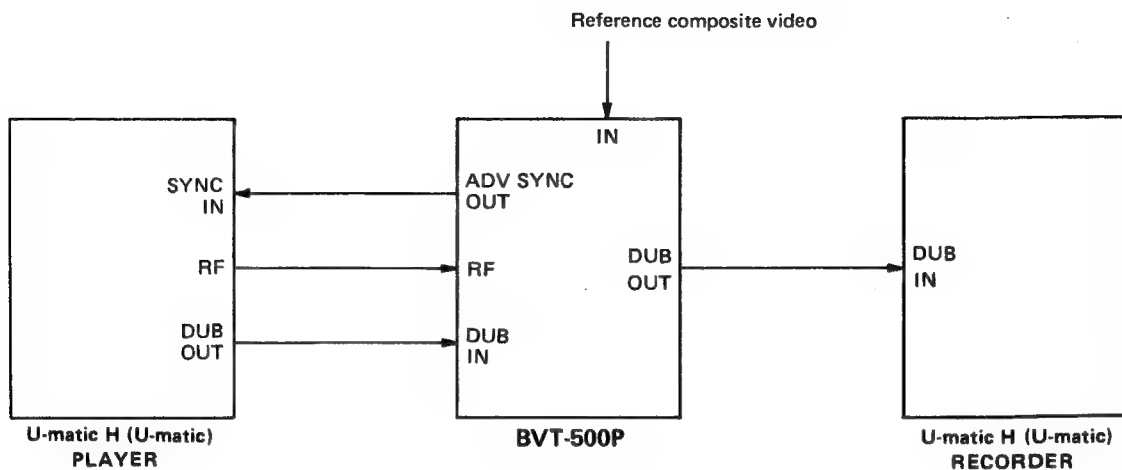 Reference composite video
IN
SYNC
IN
ADV SYNC
OUT
RF
RF
DUB
OUT
DUB
IN
DUB
OUT
DUB
IN
U-matic H (U-matic)
PLAYER
BVT-500P
U-matic H (U-matic)
RECORDER